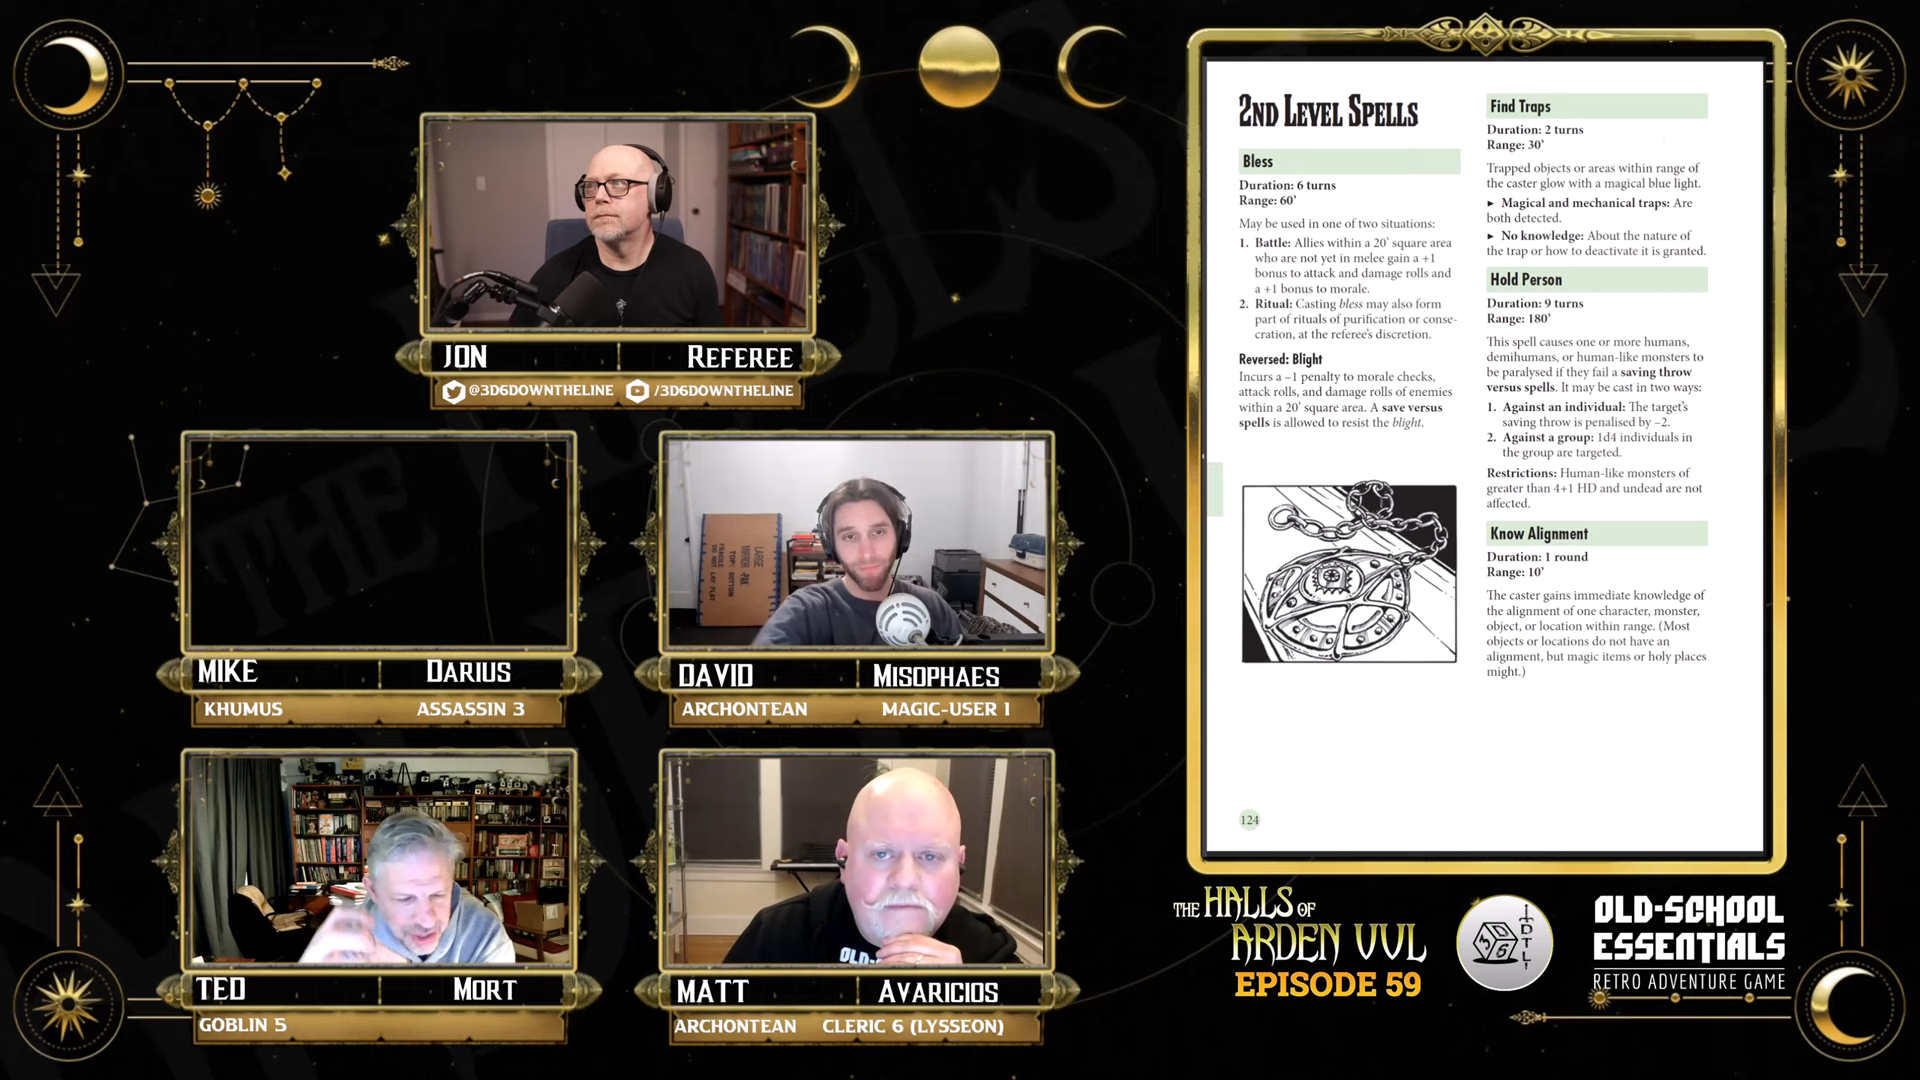 JON
REFEREE
@3D6DOWNTHELINE
/3D6DOWNTHELINE
MIKE
DARIUS
KHUMUS
ASSASSIN 3
DAVID
MISOPHAES
ARCHONTEAN
MAGIC-USER 1
LARGE
MIRROR - PIX
TOP / BOTTOM
FRAGILE
DO NOT LAY FLAT
TED
MORT
GOBLIN 5
OLD-S
MATT
AVARICIOS
ARCHONTEAN
CLERIC 6 (LYSSEON)
2ND LEVEL SPELLS
Bless
Duration: 6 turns
Range: 60’
May be used in one of two situations:
1. Battle: Allies within a 20’ square area
who are not yet in melee gain a +1
bonus to attack and damage rolls and
a +1 bonus to morale.
2. Ritual: Casting bless may also form
part of rituals of purification or conse-
cration, at the referee’s discretion.
Reversed: Blight
Incurs a –1 penalty to morale checks,
attack rolls, and damage rolls of enemies
within a 20’ square area. A save versus
spells is allowed to resist the blight.
124
Find Traps
Duration: 2 turns
Range: 30’
Trapped objects or areas within range of
the caster glow with a magical blue light.
► Magical and mechanical traps: Are
both detected.
► No knowledge: About the nature of
the trap or how to deactivate it is granted.
Hold Person
Duration: 9 turns
Range: 180’
This spell causes one or more humans,
demihumans, or human-like monsters to
be paralysed if they fail a saving throw
versus spells. It may be cast in two ways:
1. Against an individual: The target’s
saving throw is penalised by –2.
2. Against a group: 1d4 individuals in
the group are targeted.
Restrictions: Human-like monsters of
greater than 4+1 HD and undead are not
affected.
Know Alignment
Duration: 1 round
Range: 10’
The caster gains immediate knowledge of
the alignment of one character, monster,
object, or location within range. (Most
objects or locations do not have an
alignment, but magic items or holy places
might.)
THE HALLS OF
ARDEN VUL
EPISODE 59
3D6
DTL
OLD-SCHOOL
ESSENTIALS
RETRO ADVENTURE GAME